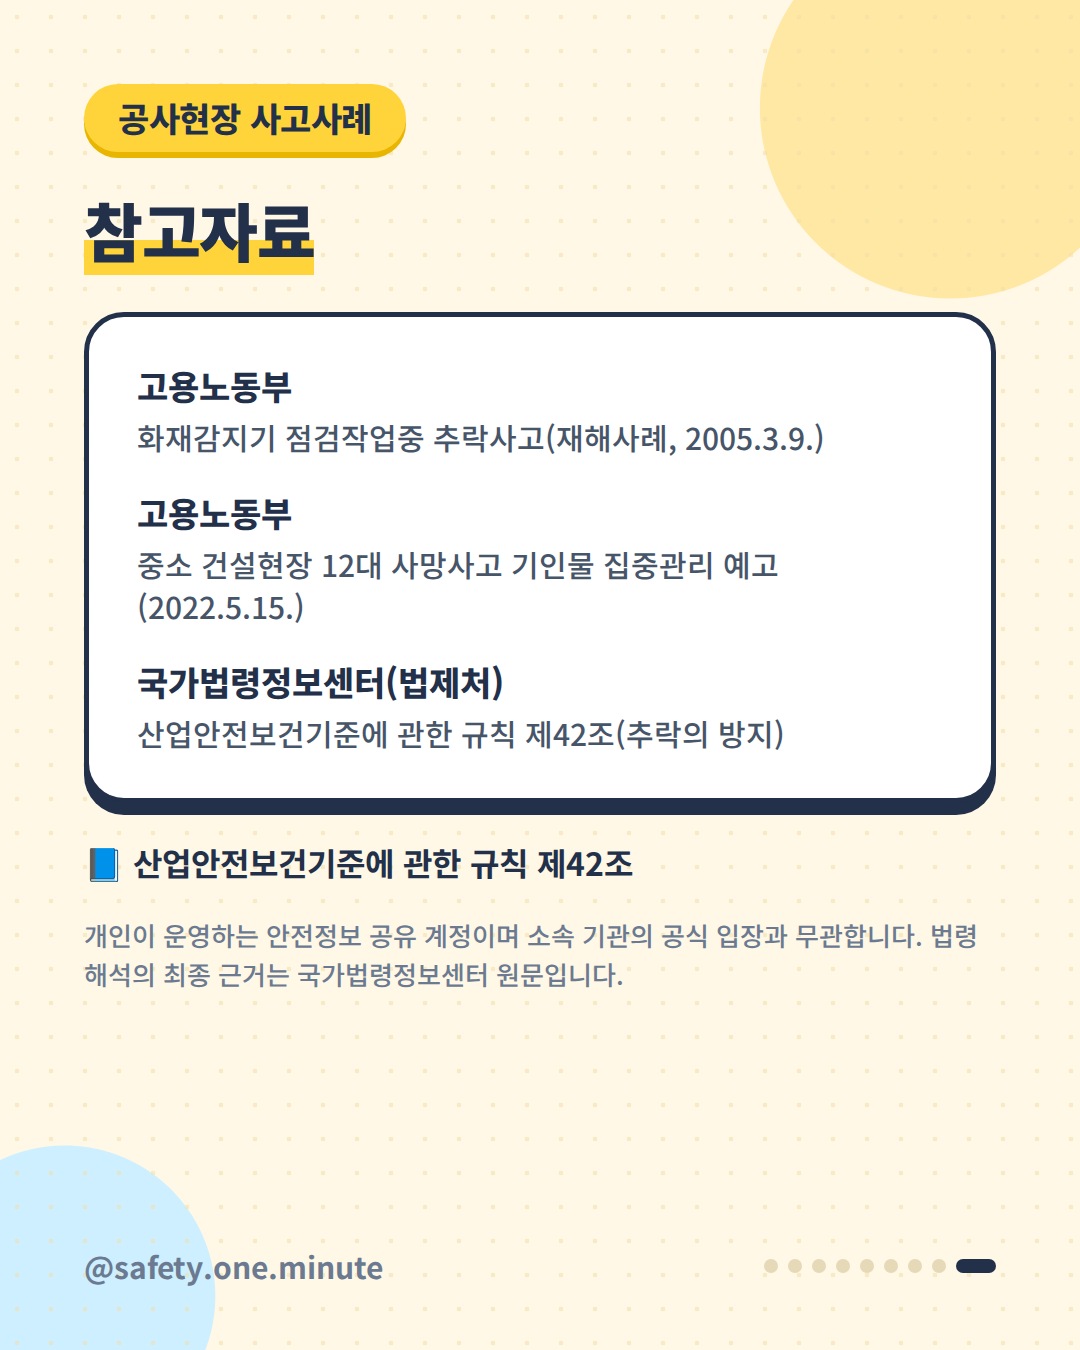 공사현장 사고사례
참고자료
고용노동부
화재감지기 점검작업중 추락사고(재해사례, 2005.3.9.)
고용노동부
중소 건설현장 12대 사망사고 기인물 집중관리 예고
(2022.5.15.)
국가법령정보센터(법제처)
산업안전보건기준에 관한 규칙 제42조(추락의 방지)
📘 산업안전보건기준에 관한 규칙 제42조
개인이 운영하는 안전정보 공유 계정이며 소속 기관의 공식 입장과 무관합니다. 법령
해석의 최종 근거는 국가법령정보센터 원문입니다.
@safety.one.minute